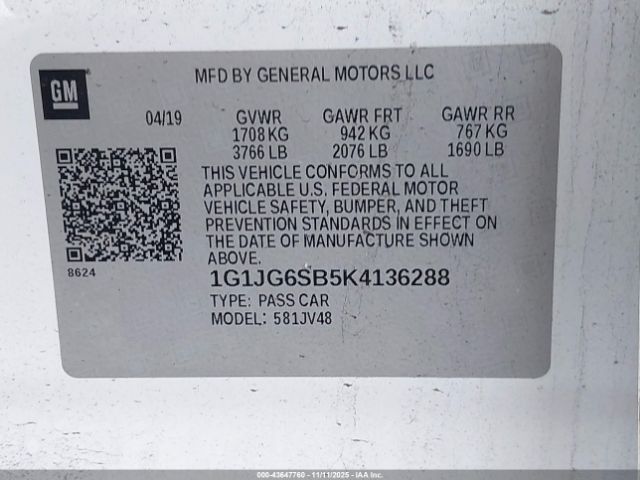 MFD BY GENERAL MOTORS LLC
GM
04/19 GVWR GAWR FRT GAWR RR
1708 KG 942 KG 767 KG
3766 LB 2076 LB 1690 LB
THIS VEHICLE CONFORMS TO ALL
APPLICABLE U.S. FEDERAL MOTOR
VEHICLE SAFETY, BUMPER, AND THEFT
PREVENTION STANDARDS IN EFFECT ON
THE DATE OF MANUFACTURE SHOWN
ABOVE.
8624
1G1JG6SB5K4136288
TYPE: PASS CAR
MODEL: 581JV48
000-43647760 - 11/11/2025 - IAA Inc.